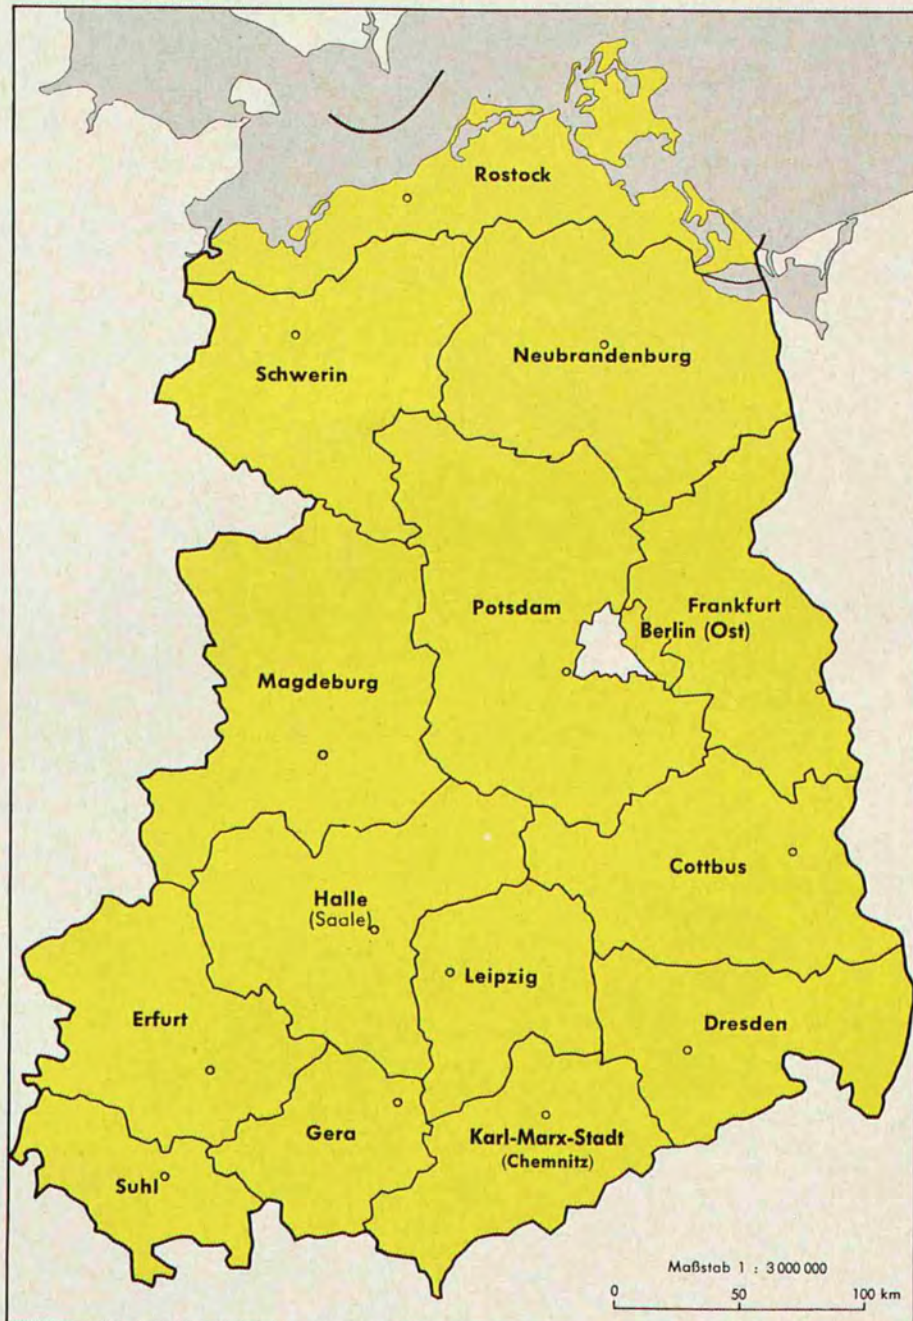 Rostock
Schwerin
Neubrandenburg
Potsdam
Frankfurt
Berlin (Ost)
Magdeburg
Cottbus
Halle
(Saale)
Leipzig
Erfurt
Dresden
Gera
Karl-Marx-Stadt
(Chemnitz)
Suhl
Maßstab 1 : 3 000 000
0 50 100 km